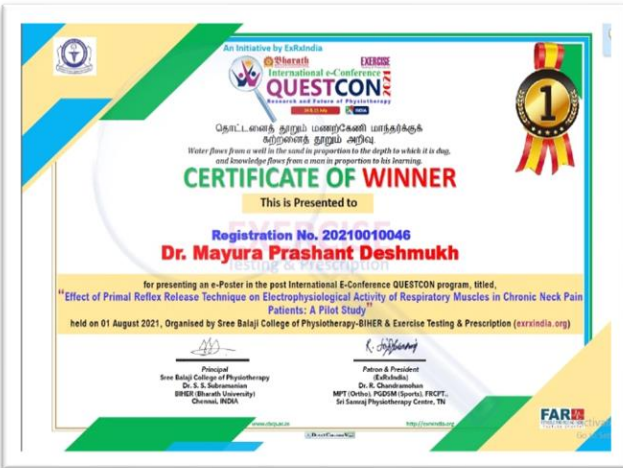 An Initiative by ExRxIndia
Bharath
EXERCISE
International e-Conference
QUESTCON 2021
Research and Future of Physiotherapy
INDIA
தொட்டனைத் தூறும் மணற்கேணி மாந்தர்க்குக்
கற்றனைத் தூறும் அறிவு.
Water flows from a well in the sand in proportion to the depth to which it is dug,
and knowledge flows from a man in proportion to his learning.
CERTIFICATE OF WINNER
This is Presented to
EXERCISE
Registration No. 20210010046
Dr. Mayura Prashant Deshmukh
Testing & Prescription
for presenting an e-Poster in the post International E-Conference QUESTCON program, titled,
"Effect of Primal Reflex Release Technique on Electrophysiological Activity of Respiratory Muscles in Chronic Neck Pain
Patients: A Pilot Study"
held on 01 August 2021, Organised by Sree Balaji College of Physiotherapy-BIHER & Exercise Testing & Prescription (exrxindia.org)
Principal
Sree Balaji College of Physiotherapy
Dr. S. S. Subramanian
BIHER (Bharath University)
Chennai, INDIA
Patron & President
(ExRxIndia)
Dr. R. Chandramohan
MPT (Ortho). PGDSM (Sports), FRCPT.,
Sri Samraj Physiotherapy Centre, TN
1
FAR